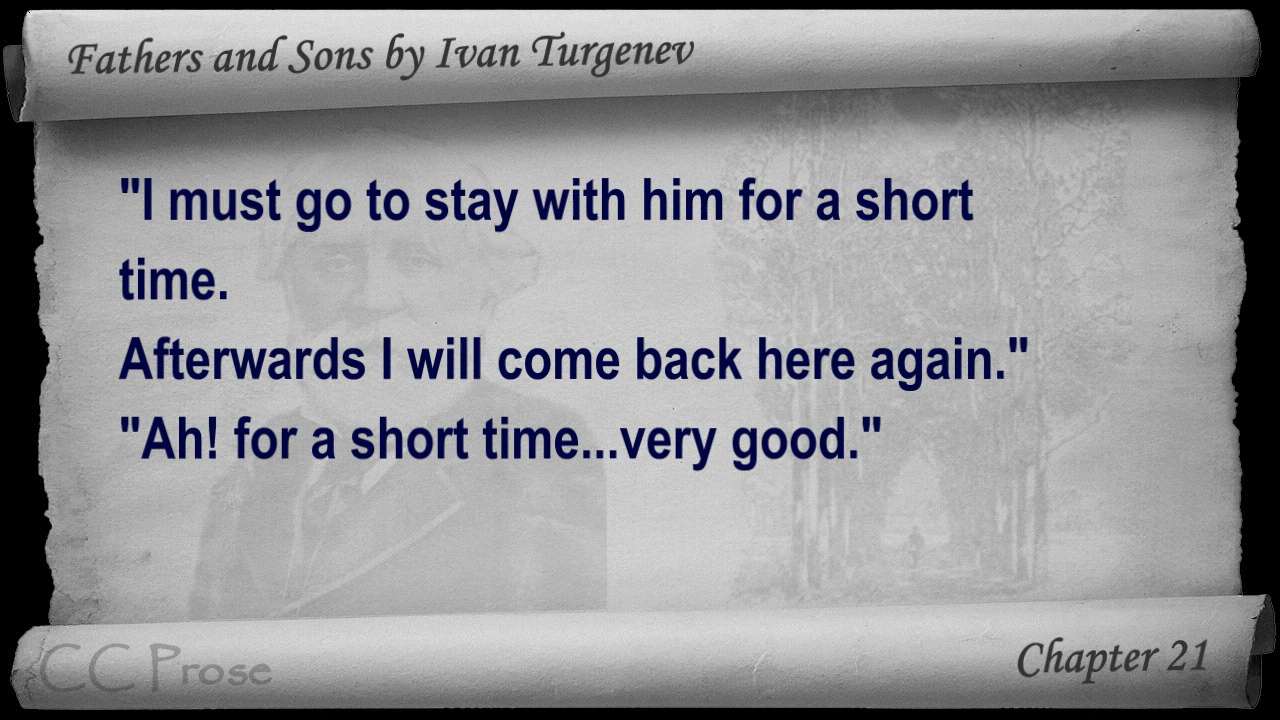 Fathers and Sons by Ivan Turgenev
"I must go to stay with him for a short
time.
Afterwards I will come back here again."
"Ah! for a short time...very good."
CC Prose
Chapter 21